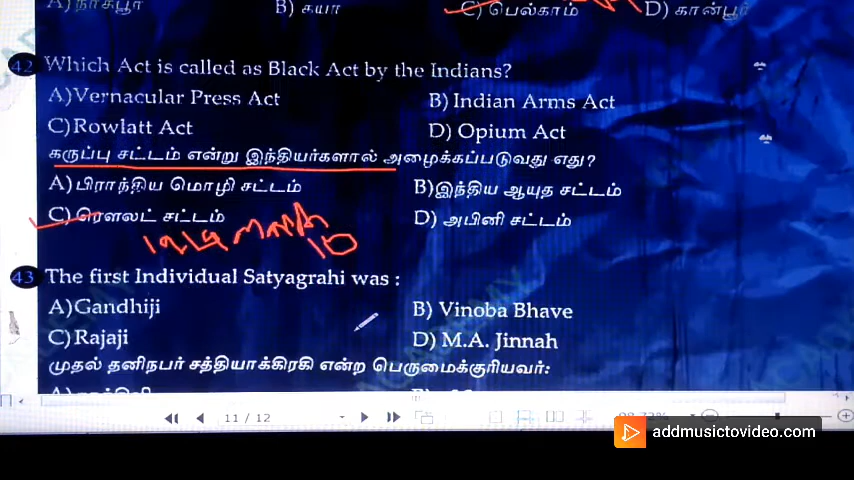 A) நாக்பூர் B) கயா C) பெல்காம் D) கான்பூர்
42 Which Act is called as Black Act by the Indians?
A)Vernacular Press Act B) Indian Arms Act
C)Rowlatt Act D) Opium Act
கருப்பு சட்டம் என்று இந்தியர்களால் அழைக்கப்படுவது எது?
A) பிராந்திய மொழி சட்டம் B)இந்திய ஆயுத சட்டம்
C) ரௌலட் சட்டம் D) அபினி சட்டம்
1919 March
10
43 The first Individual Satyagrahi was :
A)Gandhiji B) Vinoba Bhave
C) Rajaji D) M.A. Jinnah
முதல் தனிநபர் சத்தியாக்கிரகி என்ற பெருமைக்குரியவர்:
11 / 12
addmusictovideo.com